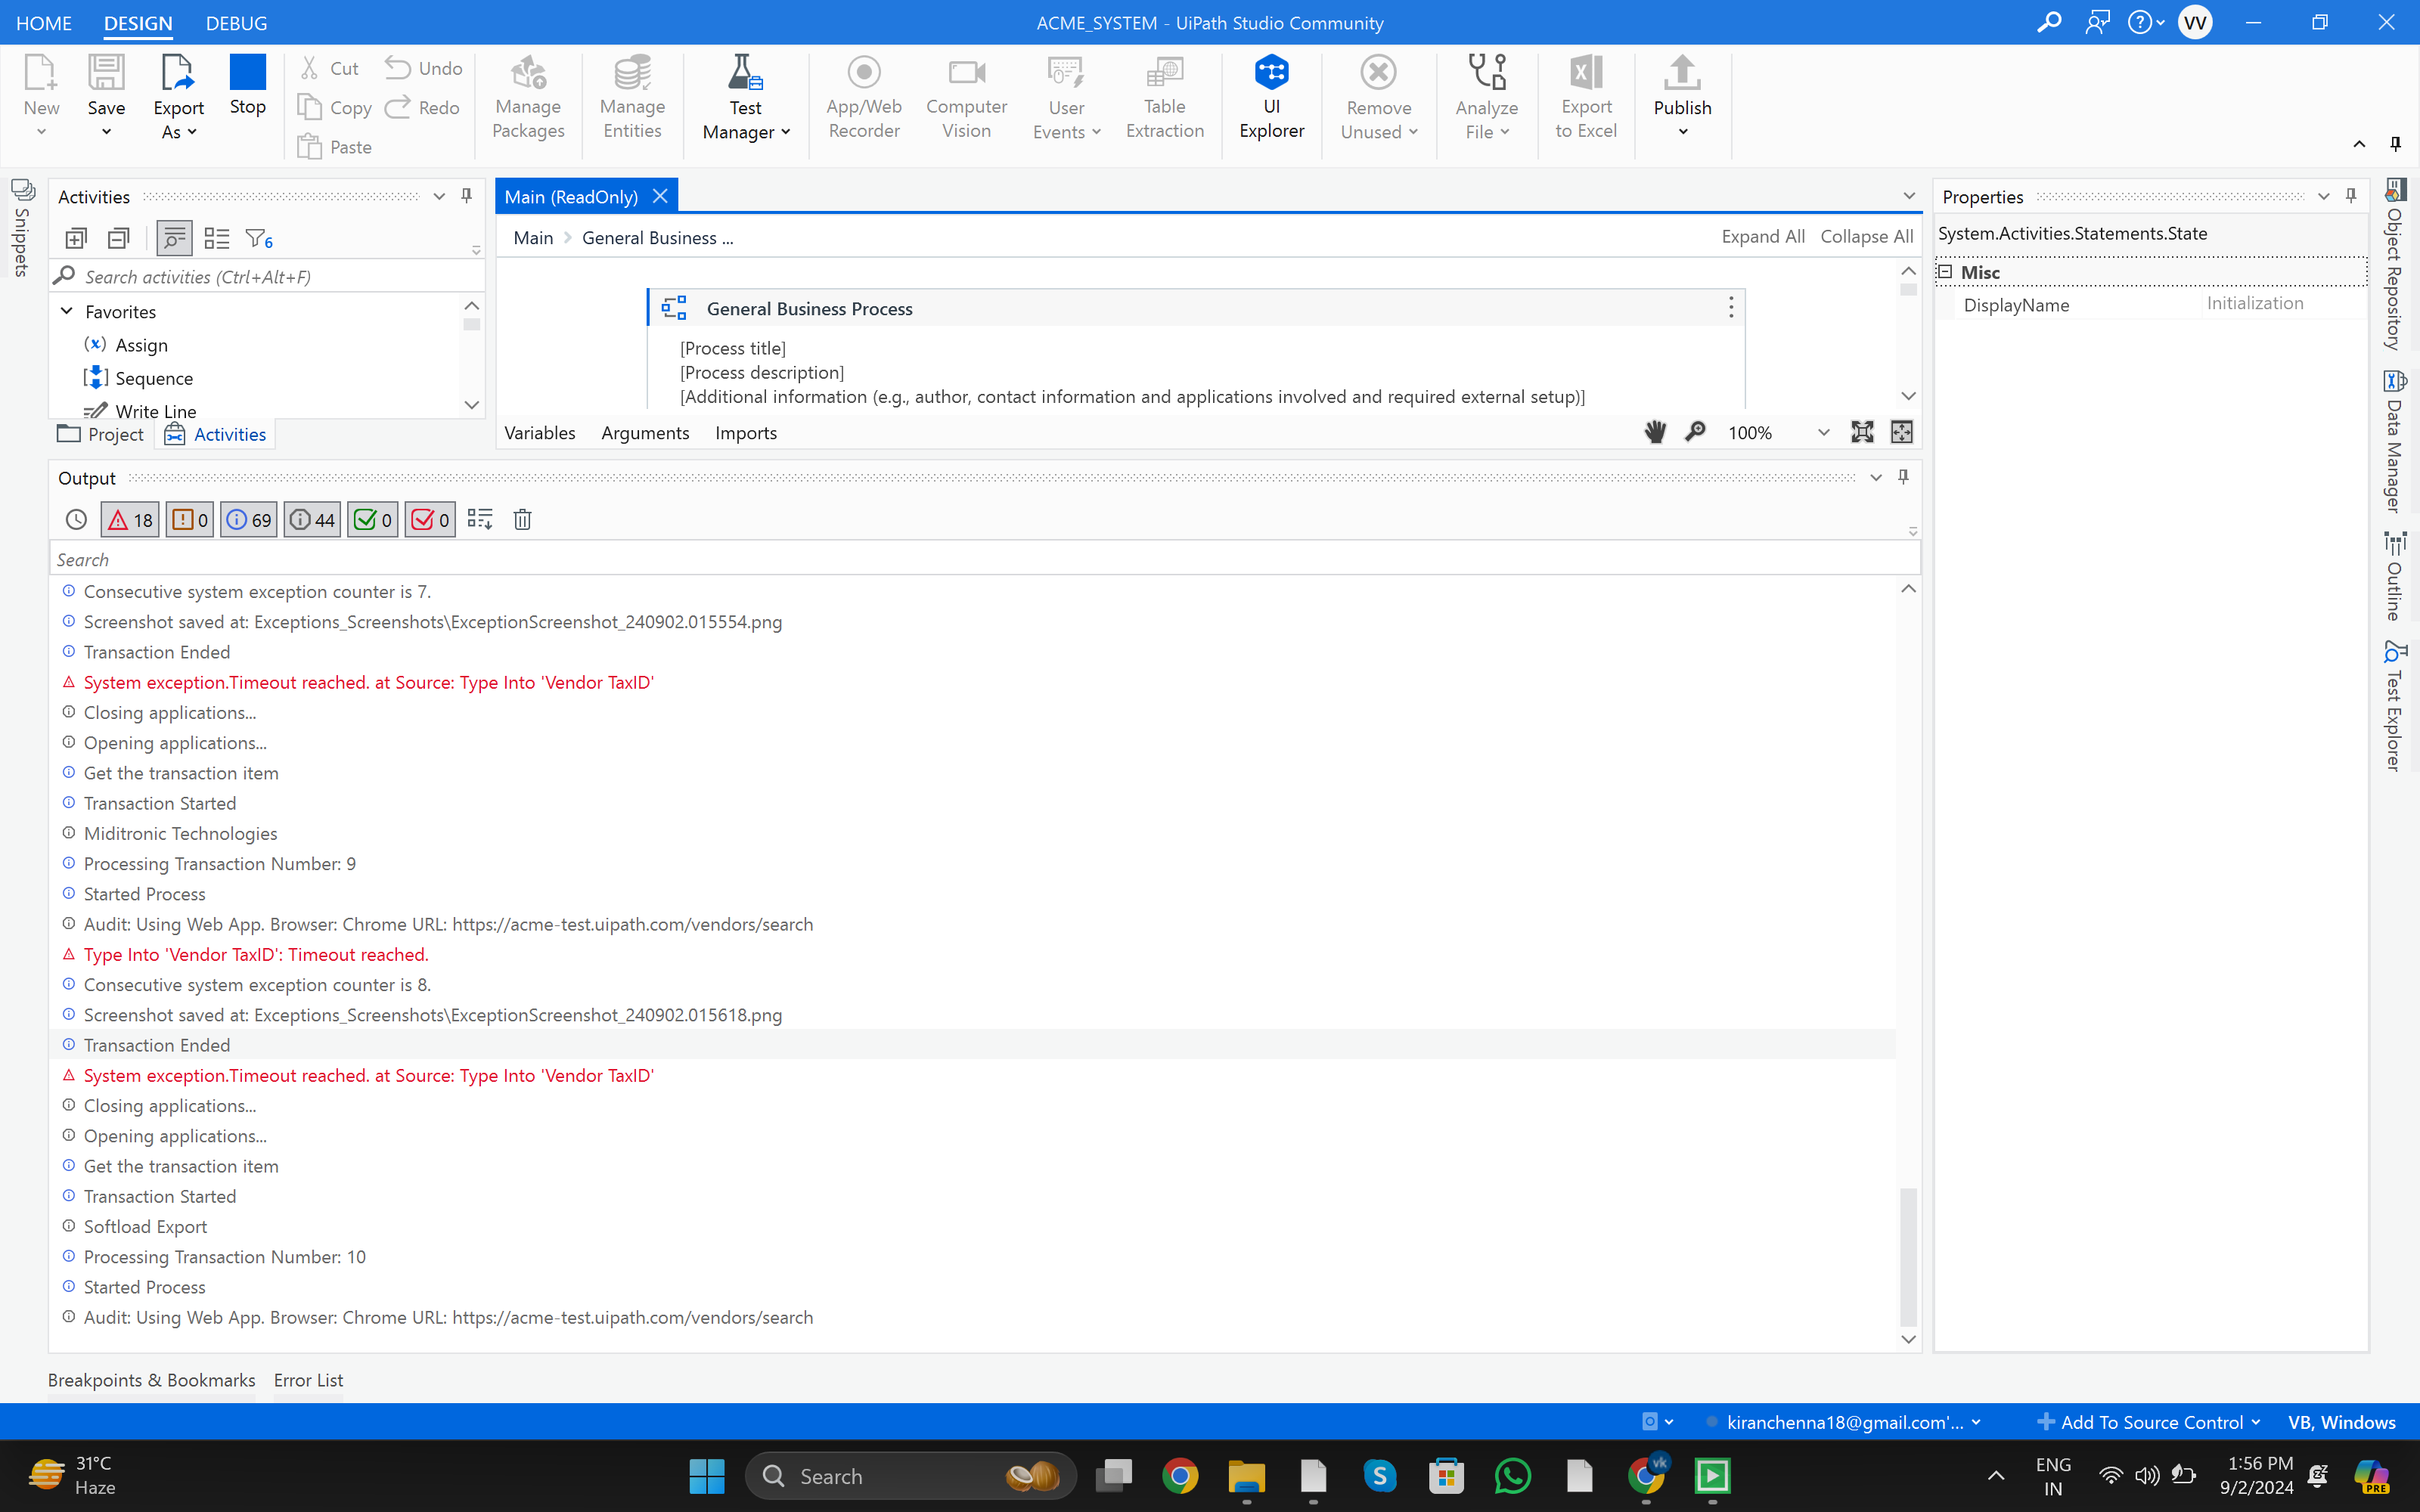 HOME DESIGN DEBUG ACME_SYSTEM - UiPath Studio Community VV
New Save Export As Stop Cut Copy Paste Undo Redo Manage Packages Manage Entities Test Manager App/Web Recorder Computer Vision User Events Table Extraction UI Explorer Remove Unused Analyze File Export to Excel Publish
Snippets
Activities
6
Search activities (Ctrl+Alt+F)
Favorites
Assign
Sequence
Write Line
Project Activities
Main (ReadOnly)
Main General Business ... Expand All Collapse All
General Business Process
[Process title]
[Process description]
[Additional information (e.g., author, contact information and applications involved and required external setup)]
Variables Arguments Imports 100%
Properties
System.Activities.Statements.State
Misc
DisplayName Initialization
Object Repository
Data Manager
Outline
Test Explorer
Output
18 0 69 44 0 0
Search
Consecutive system exception counter is 7.
Screenshot saved at: Exceptions_Screenshots\ExceptionScreenshot_240902.015554.png
Transaction Ended
System exception.Timeout reached. at Source: Type Into 'Vendor TaxID'
Closing applications...
Opening applications...
Get the transaction item
Transaction Started
Miditronic Technologies
Processing Transaction Number: 9
Started Process
Audit: Using Web App. Browser: Chrome URL: https://acme-test.uipath.com/vendors/search
Type Into 'Vendor TaxID': Timeout reached.
Consecutive system exception counter is 8.
Screenshot saved at: Exceptions_Screenshots\ExceptionScreenshot_240902.015618.png
Transaction Ended
System exception.Timeout reached. at Source: Type Into 'Vendor TaxID'
Closing applications...
Opening applications...
Get the transaction item
Transaction Started
Softload Export
Processing Transaction Number: 10
Started Process
Audit: Using Web App. Browser: Chrome URL: https://acme-test.uipath.com/vendors/search
Breakpoints & Bookmarks Error List
kiranchenna18@gmail.com'... Add To Source Control VB, Windows
31°C
Haze
Search
vk
ENG
IN
1:56 PM
9/2/2024
PRE